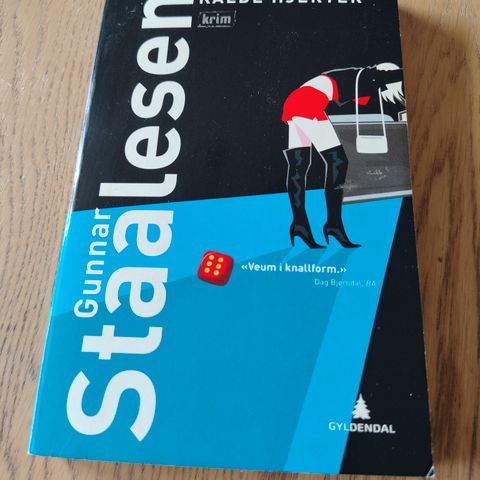 KALDE HJERTER
krim
Gunnar
Staalesen
«Veum i knallform.»
Dag Bjørndal, BA
GYLDENDAL